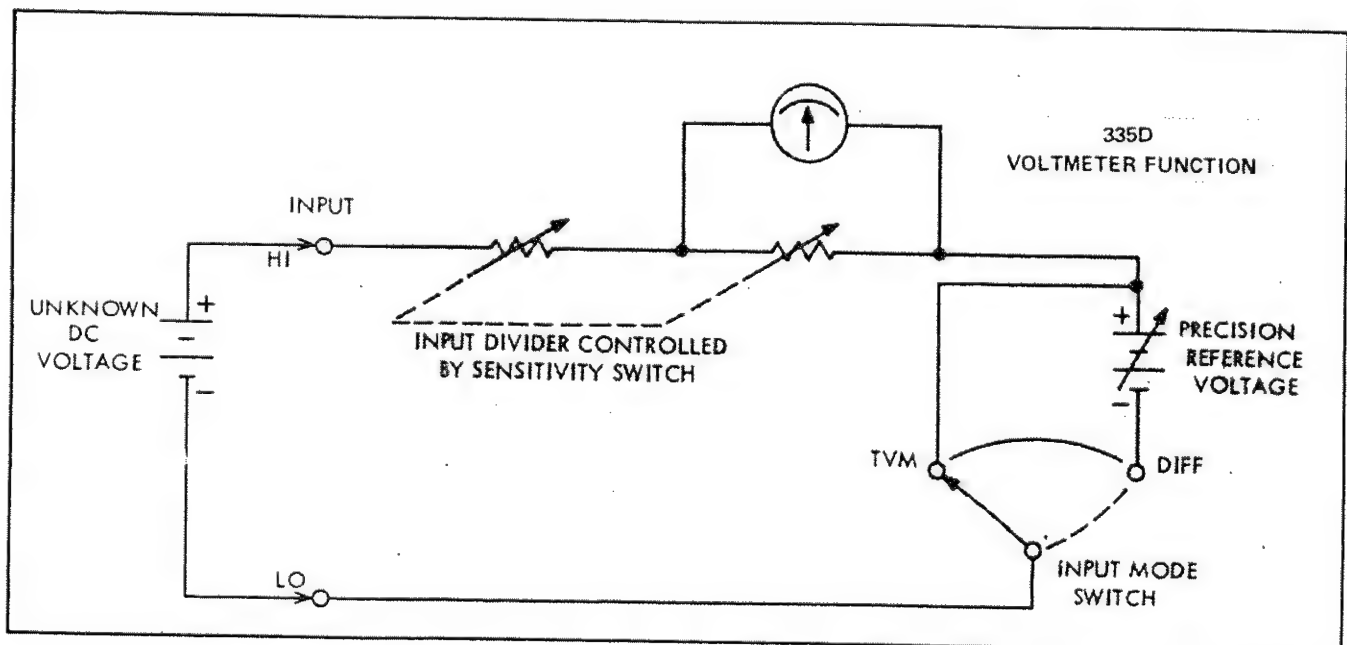 335D
VOLTMETER FUNCTION
INPUT
HI
UNKNOWN
DC
VOLTAGE
+
-
-
INPUT DIVIDER CONTROLLED
BY SENSITIVITY SWITCH
+
-
PRECISION
REFERENCE
VOLTAGE
TVM
DIFF
LO
INPUT MODE
SWITCH